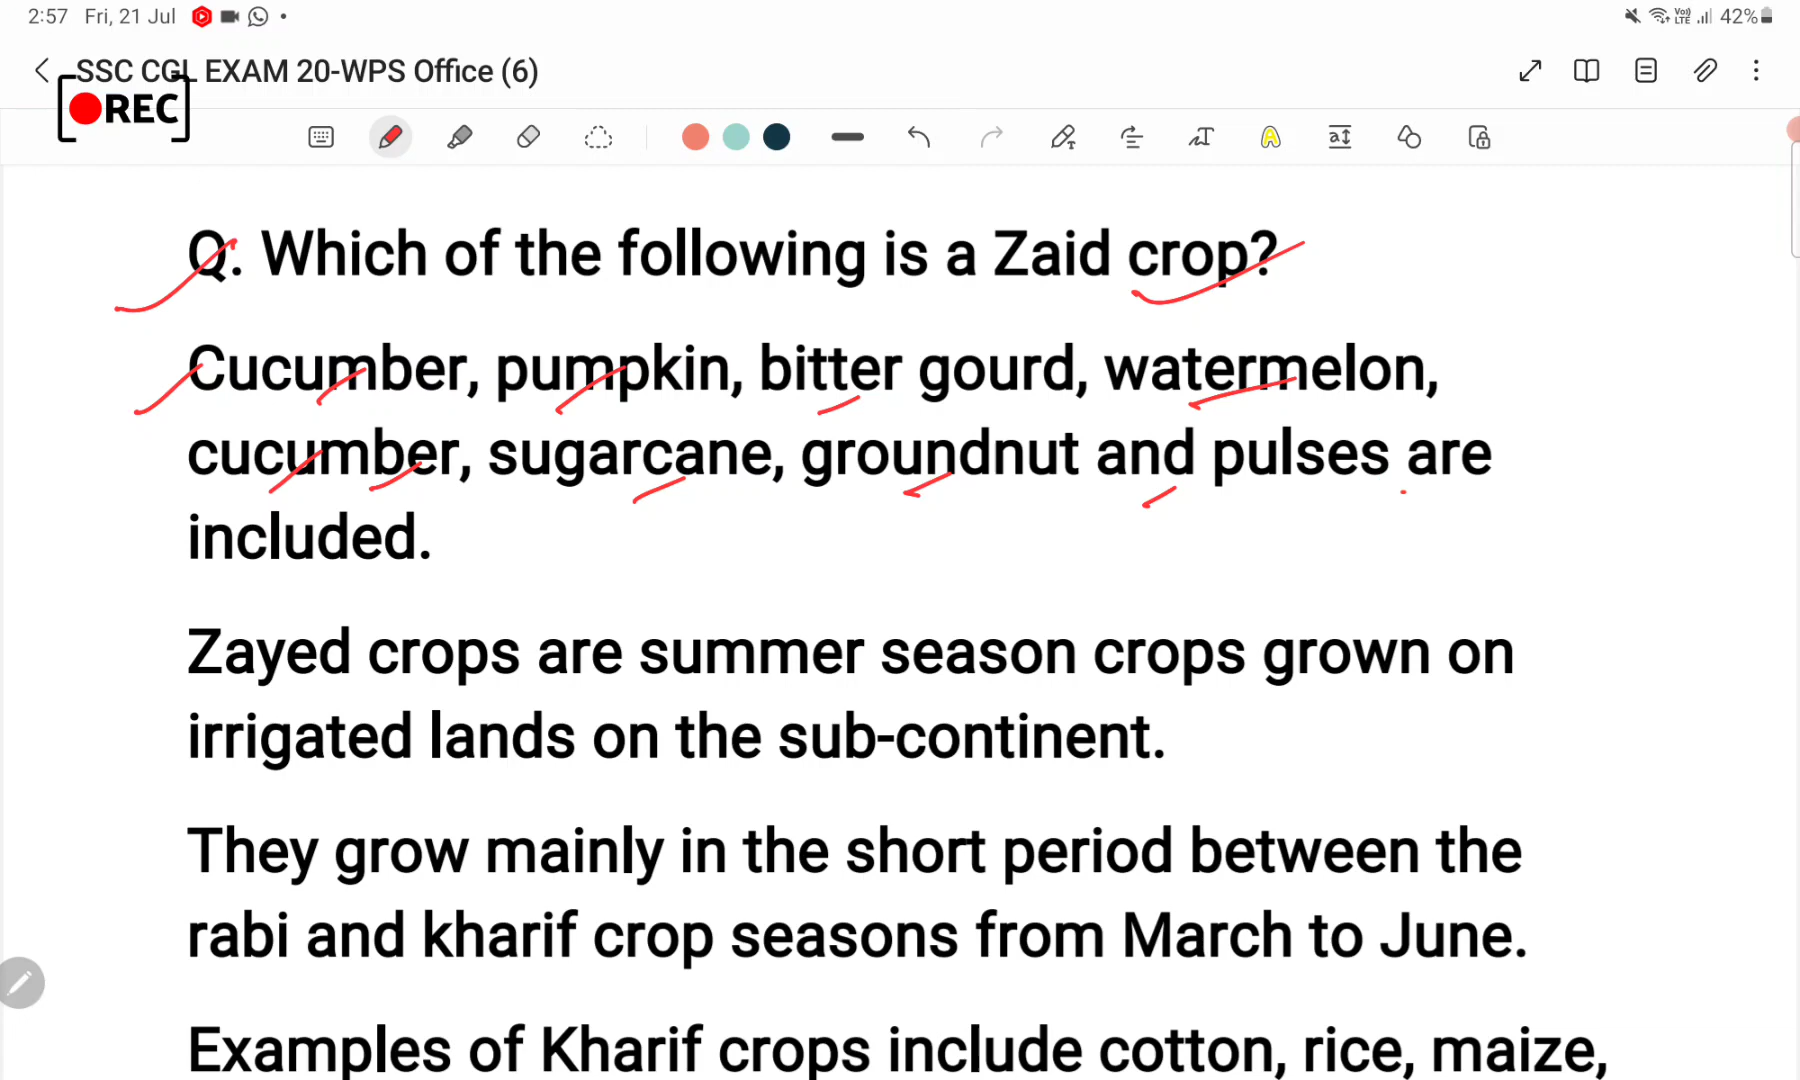 2:57 Fri, 21 Jul 42%
SSC CGL EXAM 20-WPS Office (6)
REC
Q. Which of the following is a Zaid crop?
Cucumber, pumpkin, bitter gourd, watermelon,
cucumber, sugarcane, groundnut and pulses are
included.
Zayed crops are summer season crops grown on
irrigated lands on the sub-continent.
They grow mainly in the short period between the
rabi and kharif crop seasons from March to June.
Examples of Kharif crops include cotton, rice, maize,